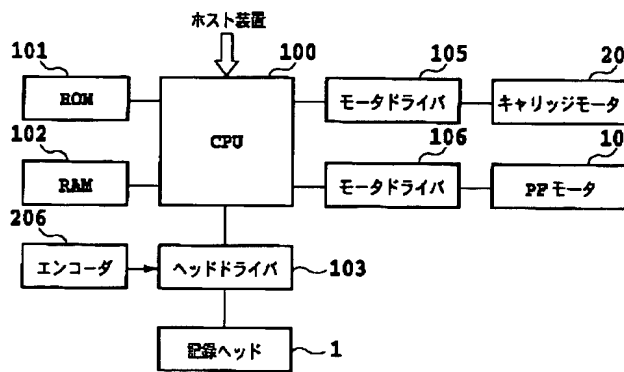 ホスト装置
101
100
105
20
ROM
CPU
モータドライバ
キャリッジモータ
102
106
10
RAM
モータドライバ
PFモータ
206
エンコーダ
ヘッドドライバ
103
記録ヘッド
1